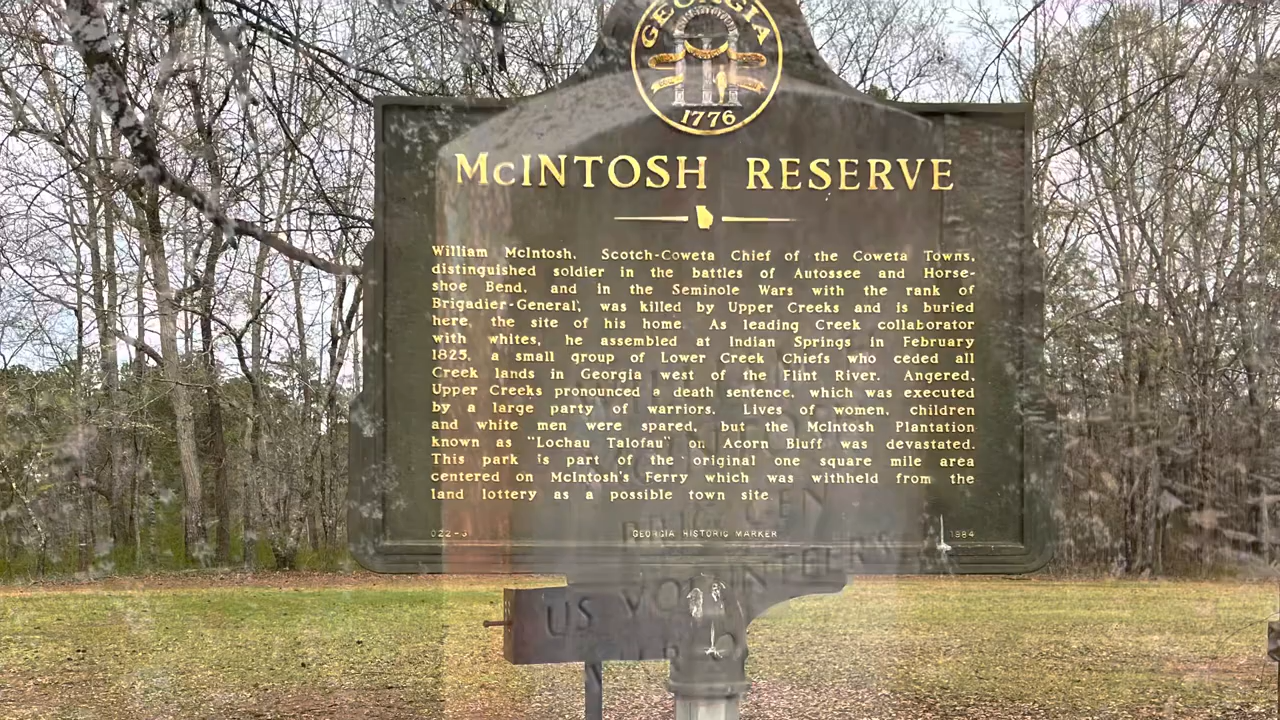 GEORGIA
1776
McINTOSH RESERVE
William McIntosh, Scotch-Coweta Chief of the Coweta Towns,
distinguished soldier in the battles of Autossee and Horse-
shoe Bend, and in the Seminole Wars with the rank of
Brigadier-General, was killed by Upper Creeks and is buried
here, the site of his home. As leading Creek collaborator
with whites, he assembled at Indian Springs in February
1825, a small group of Lower Creek Chiefs who ceded all
Creek lands in Georgia west of the Flint River. Angered,
Upper Creeks pronounced a death sentence, which was executed
by a large party of warriors. Lives of women, children
and white men were spared, but the McIntosh Plantation
known as "Lochau Talofau" on Acorn Bluff was devastated.
This park is part of the original one square mile area
centered on McIntosh's Ferry which was withheld from the
land lottery as a possible town site.
022-3 GEORGIA HISTORIC MARKER 1984
BRIG GEN
US VOLUNTEERS